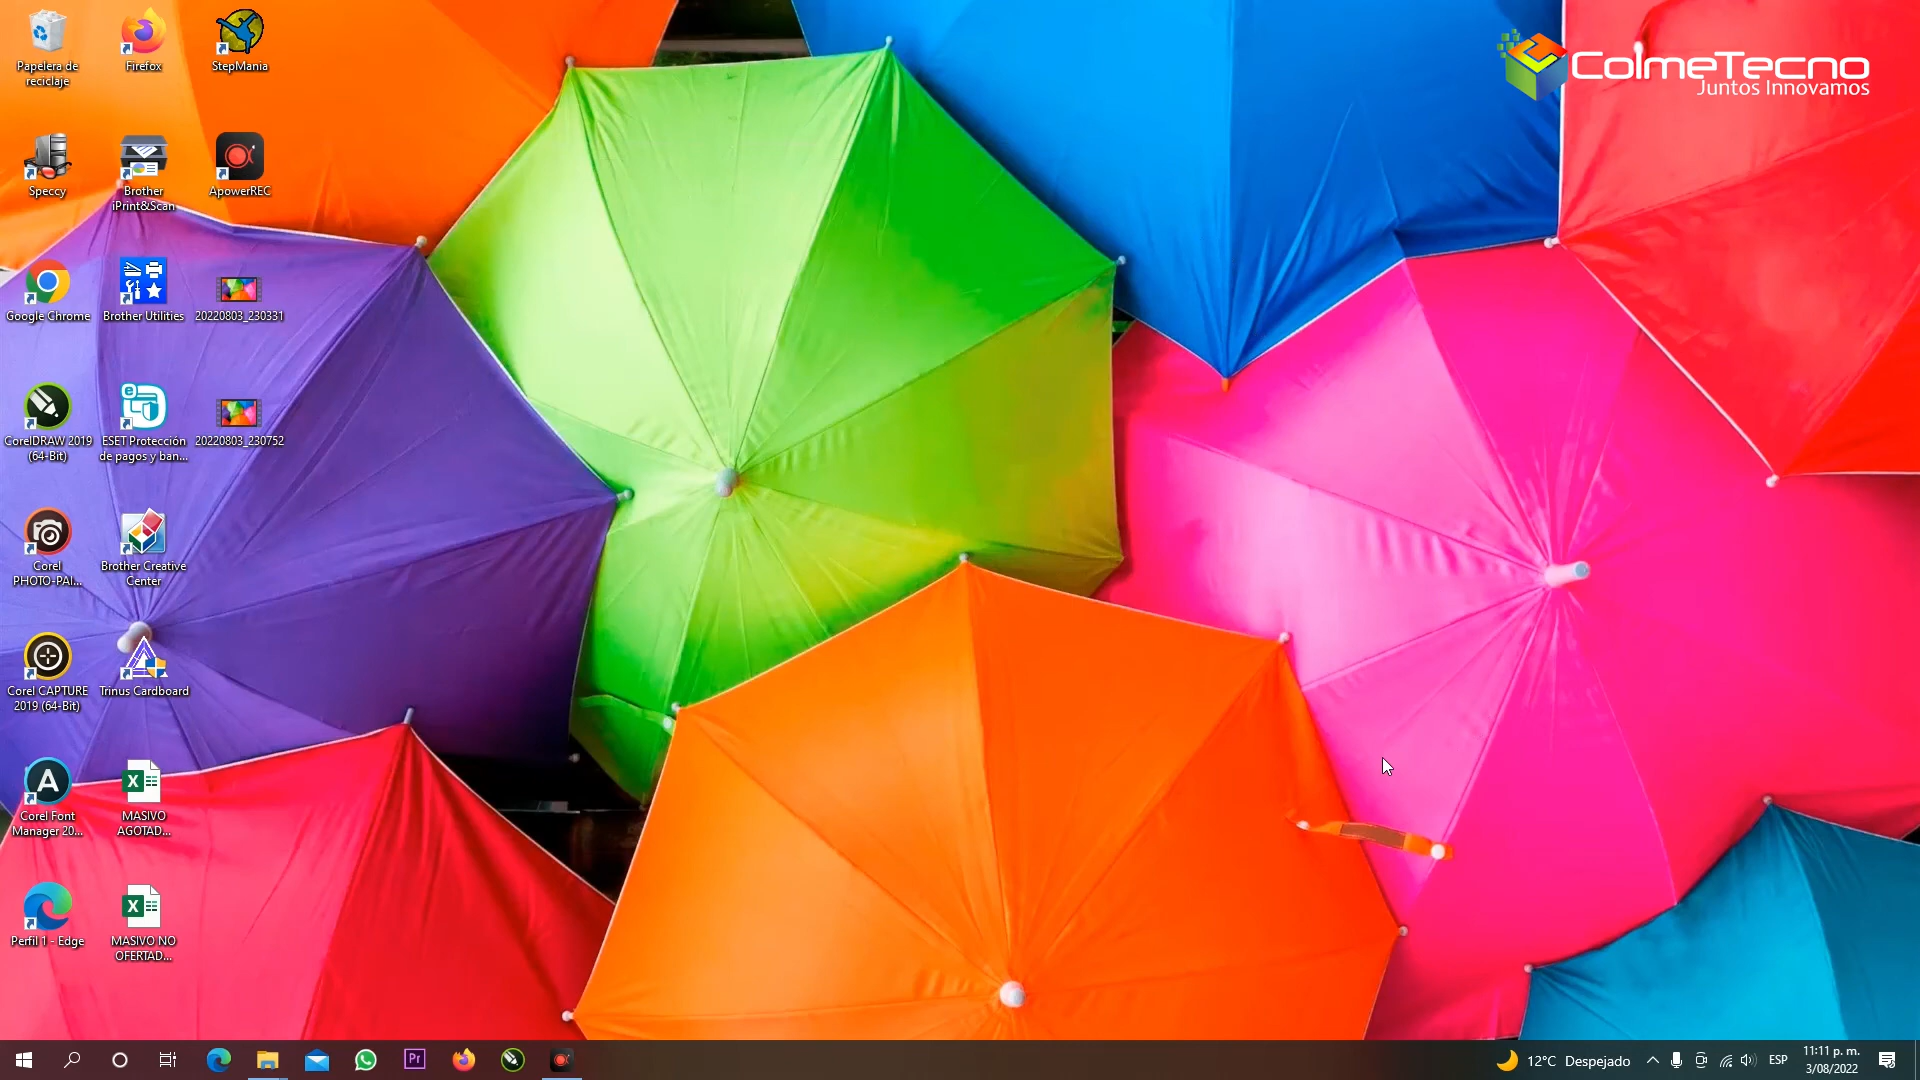 Papelera de
reciclaje
Firefox
StepMania
ColmeTecno
Juntos Innovamos
Speccy
Brother
iPrint&Scan
ApowerREC
Google Chrome
Brother Utilities
20220803_230331
CorelDRAW 2019
(64-Bit)
ESET Protección
de pagos y ban...
20220803_230752
Corel
PHOTO-PAI...
Brother Creative
Center
Corel CAPTURE
2019 (64-Bit)
Trinus Cardboard
Corel Font
Manager 20...
MASIVO
AGOTAD...
Perfil 1 - Edge
MASIVO NO
OFERTAD...
Pr
12°C Despejado
ESP
11:11 p. m.
3/08/2022